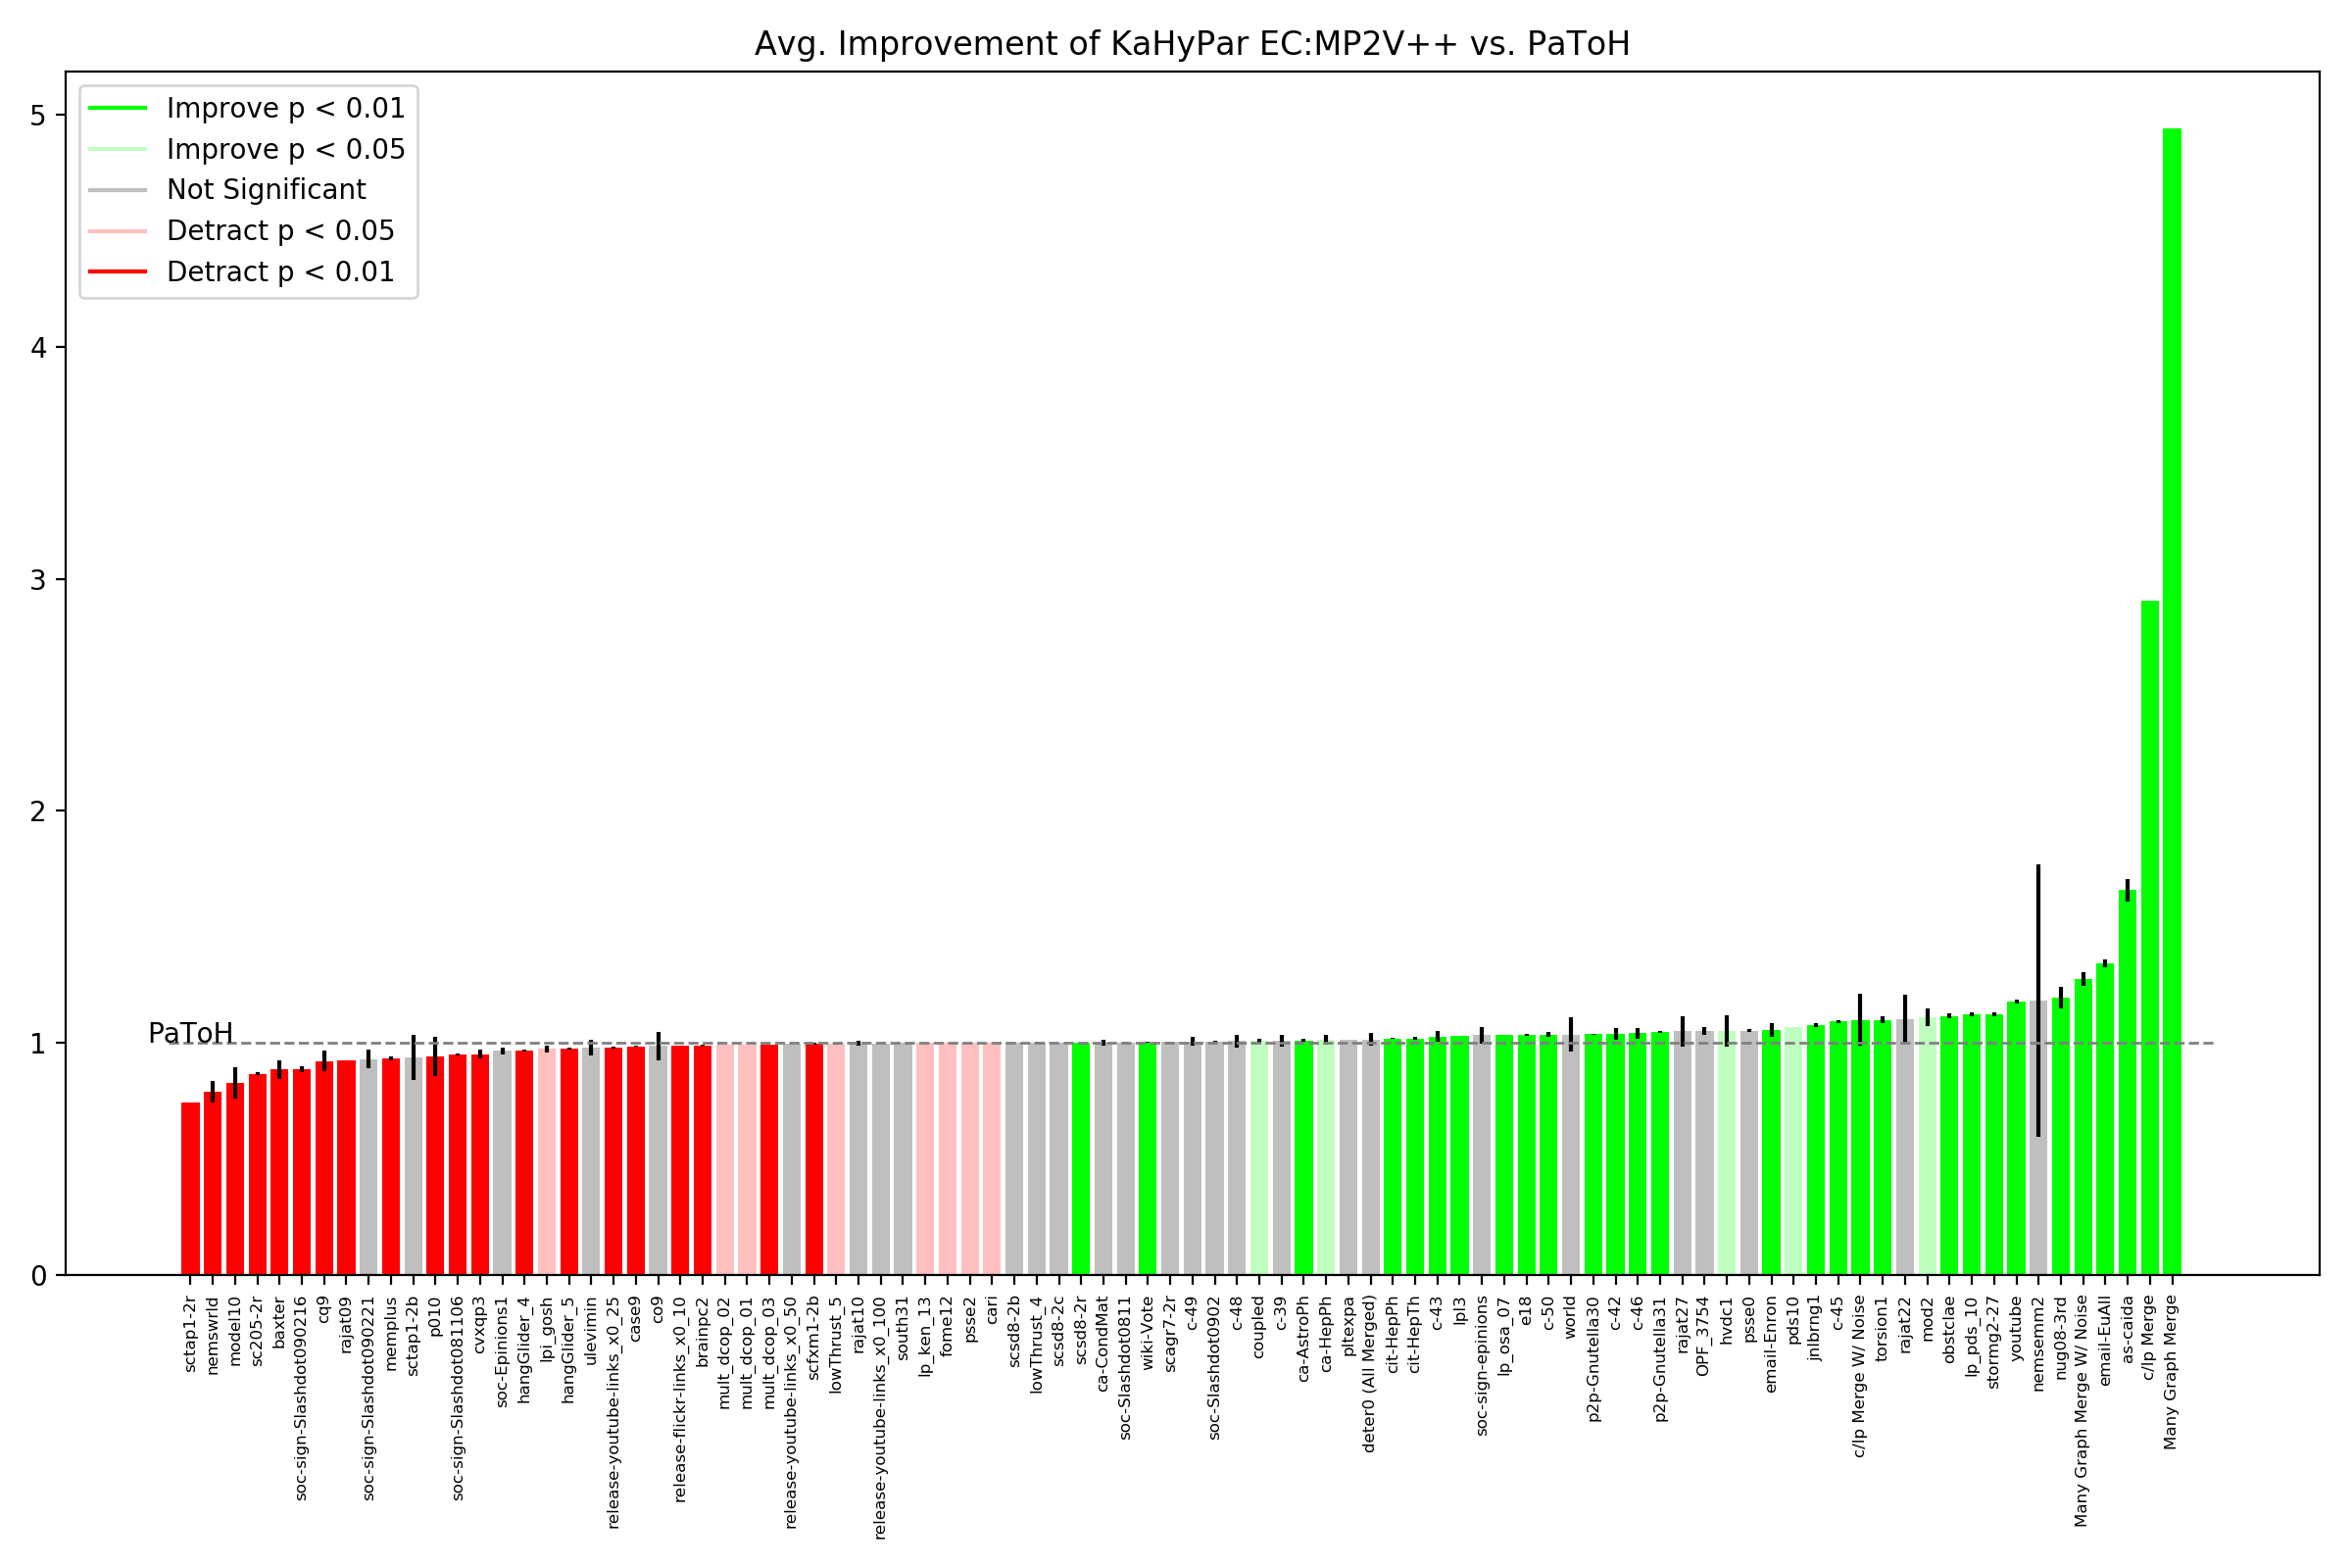 Avg. Improvement of KaHyPar EC:MP2V++ vs. PaToH
Improve p < 0.01
Improve p < 0.05
Not Significant
Detract p < 0.05
Detract p < 0.01
5
4
3
2
1
0
PaToH
sctap1-2r
nemswrld
model10
sc205-2r
baxter
soc-sign-Slashdot090216
cq9
rajat09
soc-sign-Slashdot090221
memplus
sctap1-2b
p010
soc-sign-Slashdot081106
cvxqp3
soc-Epinions1
hangGlider_4
lpi_gosh
hangGlider_5
ulevimin
release-youtube-links_x0_25
case9
co9
release-flickr-links_x0_10
brainpc2
mult_dcop_02
mult_dcop_01
mult_dcop_03
release-youtube-links_x0_50
scfxm1-2b
lowThrust_5
rajat10
release-youtube-links_x0_100
south31
lp_ken_13
fome12
psse2
cari
scsd8-2b
lowThrust_4
scsd8-2c
scsd8-2r
ca-CondMat
soc-Slashdot0811
wiki-Vote
scagr7-2r
c-49
soc-Slashdot0902
c-48
coupled
c-39
ca-AstroPh
ca-HepPh
pltexpa
deter0 (All Merged)
cit-HepPh
cit-HepTh
c-43
lpl3
soc-sign-epinions
lp_osa_07
e18
c-50
world
p2p-Gnutella30
c-42
c-46
p2p-Gnutella31
rajat27
OPF_3754
hvdc1
psse0
email-Enron
pds10
jnlbrng1
c-45
c/lp Merge W/ Noise
torsion1
rajat22
mod2
obstclae
lp_pds_10
stormg2-27
youtube
nemsemm2
nug08-3rd
Many Graph Merge W/ Noise
email-EuAll
as-caida
c/lp Merge
Many Graph Merge